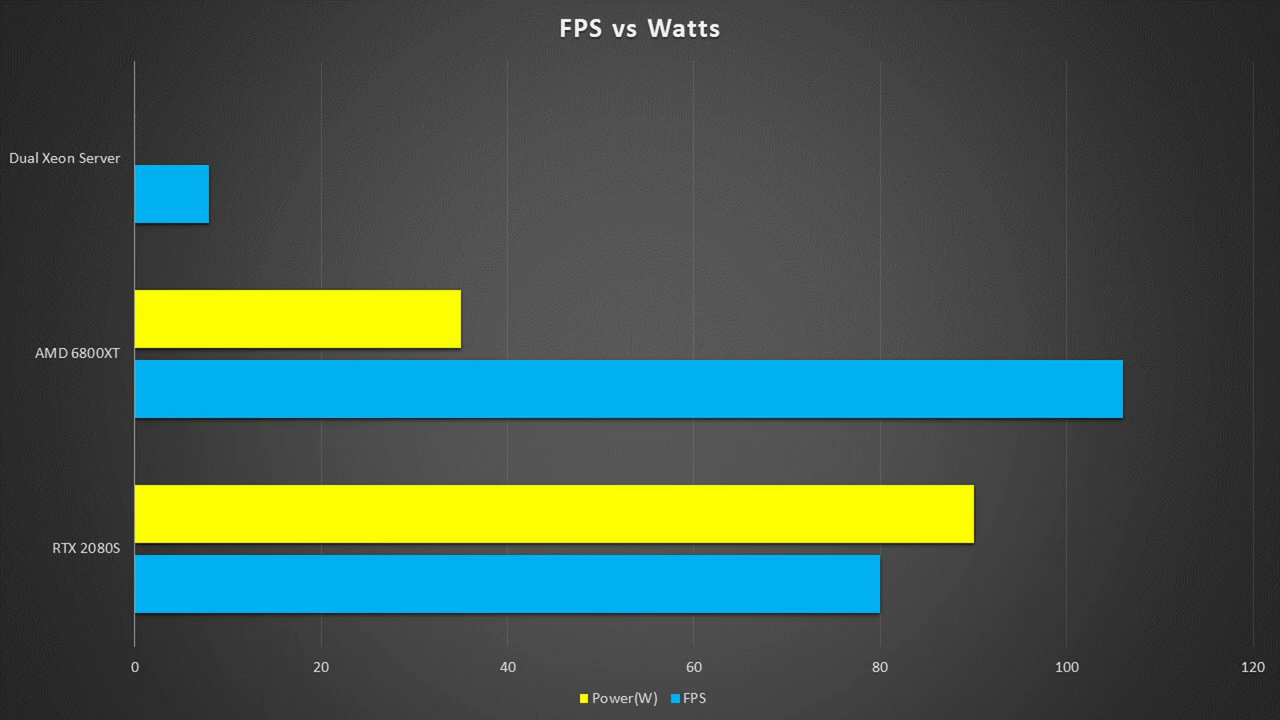 FPS vs Watts
Dual Xeon Server
AMD 6800XT
RTX 2080S
0 20 40 60 80 100 120
Power(W) FPS